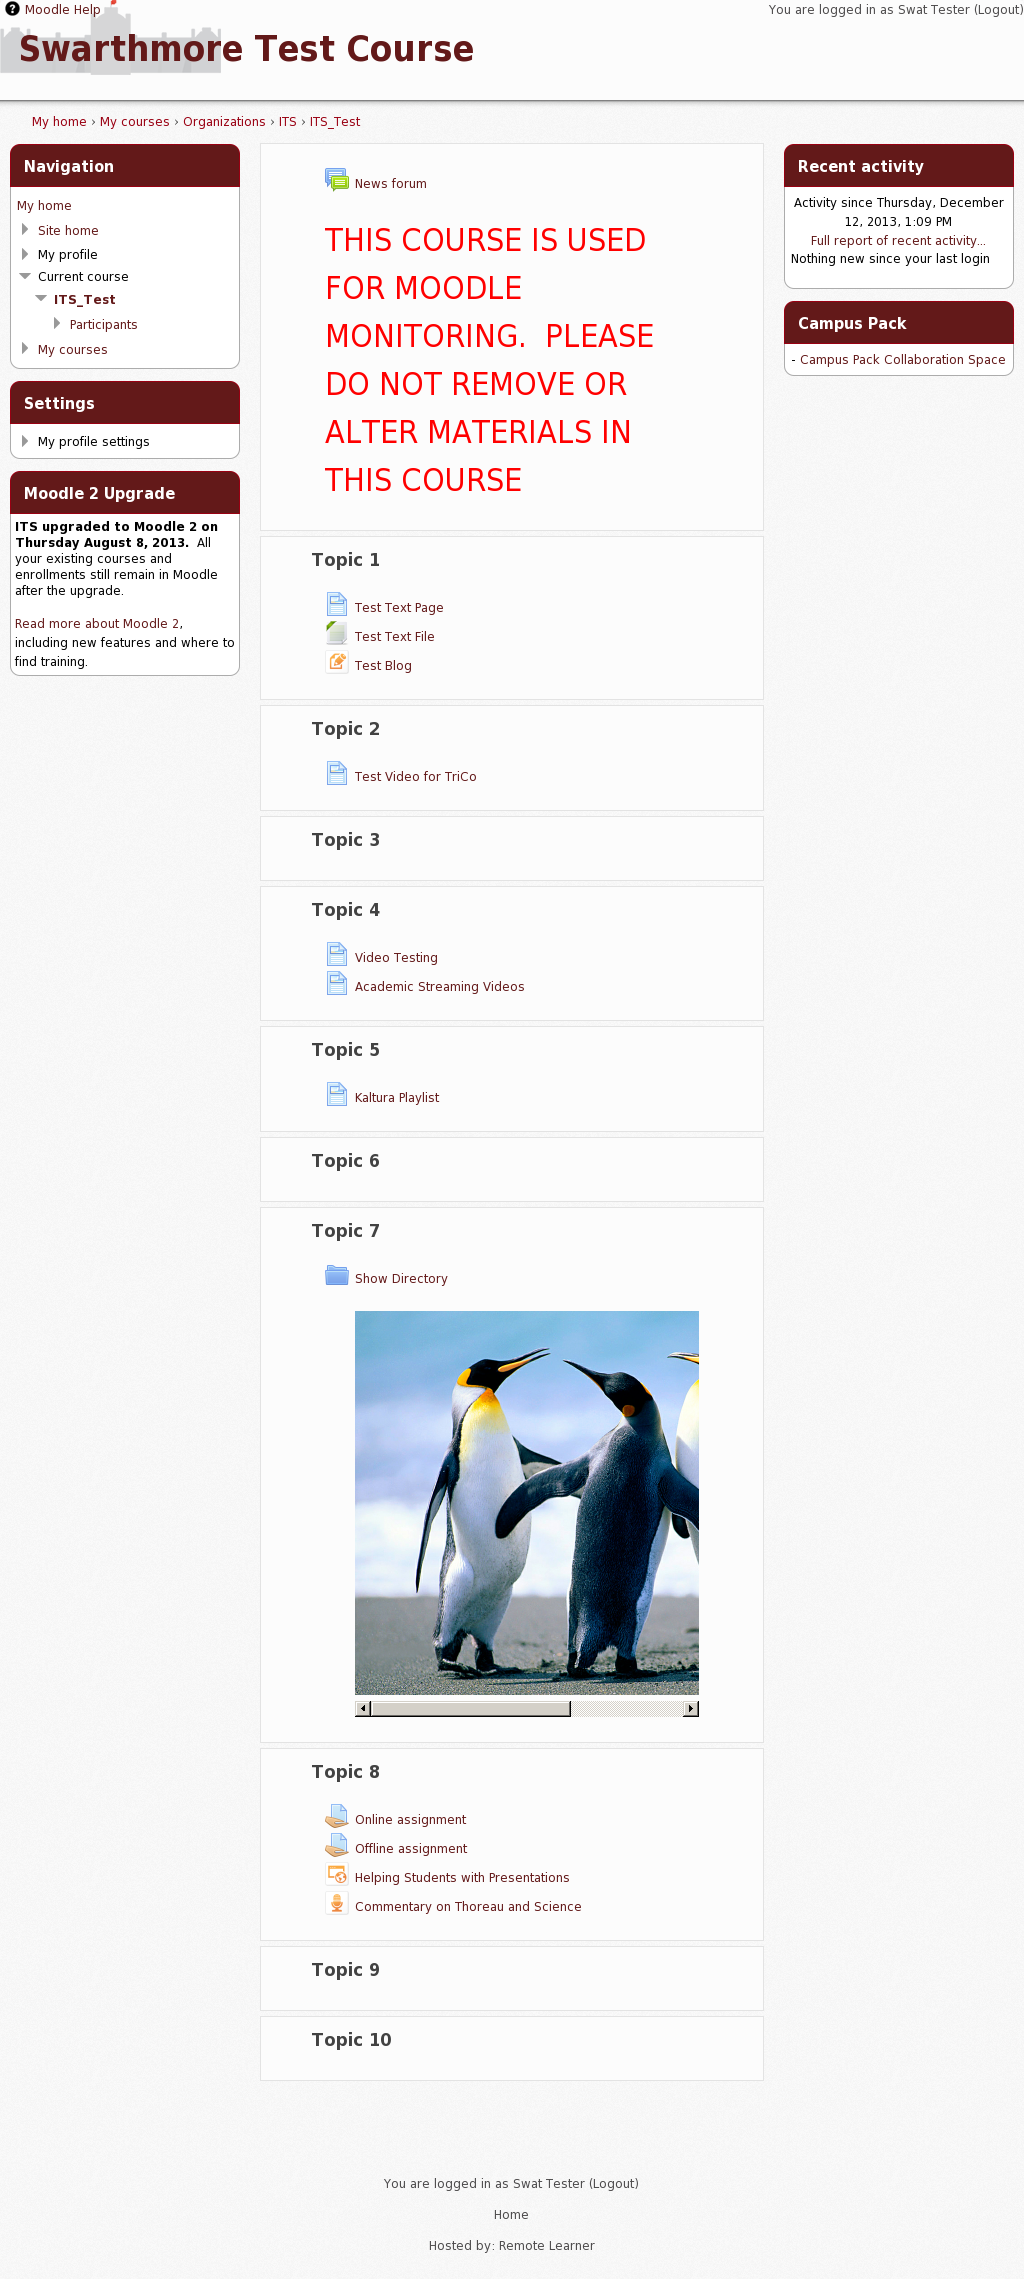 Moodle Help
You are logged in as Swat Tester (Logout)
Swarthmore Test Course
My home › My courses › Organizations › ITS › ITS_Test
Navigation
My home
Site home
My profile
Current course
ITS_Test
Participants
My courses
Settings
My profile settings
Moodle 2 Upgrade
ITS upgraded to Moodle 2 on
Thursday August 8, 2013. All
your existing courses and
enrollments still remain in Moodle
after the upgrade.
Read more about Moodle 2,
including new features and where to
find training.
News forum
THIS COURSE IS USED
FOR MOODLE
MONITORING. PLEASE
DO NOT REMOVE OR
ALTER MATERIALS IN
THIS COURSE
Topic 1
Test Text Page
Test Text File
Test Blog
Topic 2
Test Video for TriCo
Topic 3
Topic 4
Video Testing
Academic Streaming Videos
Topic 5
Kaltura Playlist
Topic 6
Topic 7
Show Directory
Topic 8
Online assignment
Offline assignment
Helping Students with Presentations
Commentary on Thoreau and Science
Topic 9
Topic 10
Recent activity
Activity since Thursday, December
12, 2013, 1:09 PM
Full report of recent activity...
Nothing new since your last login
Campus Pack
- Campus Pack Collaboration Space
You are logged in as Swat Tester (Logout)
Home
Hosted by: Remote Learner